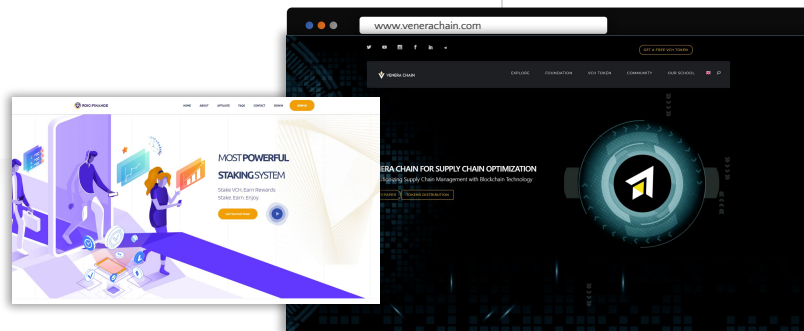 www.venerachain.com
GET A FREE VCH TOKEN
VENERA CHAIN
EXPLORE FOUNDATION VCH TOKEN COMMUNITY OUR SCHOOL
HOME ABOUT AFFILIATE FAQS CONTACT SIGNIN
MOST POWERFUL
STAKING SYSTEM
Stake VCH, Earn Rewards
Stake, Earn, Enjoy
ERA CHAIN FOR SUPPLY CHAIN OPTIMIZATION
Supply Chain Management with Blockchain Technology